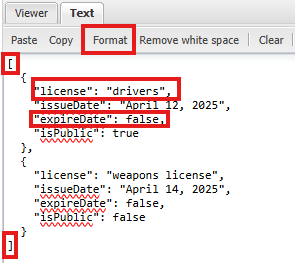 Viewer Text
Paste Copy Format Remove white space Clear
[
{
"license": "drivers",
"issueDate": "April 12, 2025",
"expireDate": false,
"isPublic": true
},
{
"license": "weapons license",
"issueDate": "April 14, 2025",
"expireDate": false,
"isPublic": false
}
]